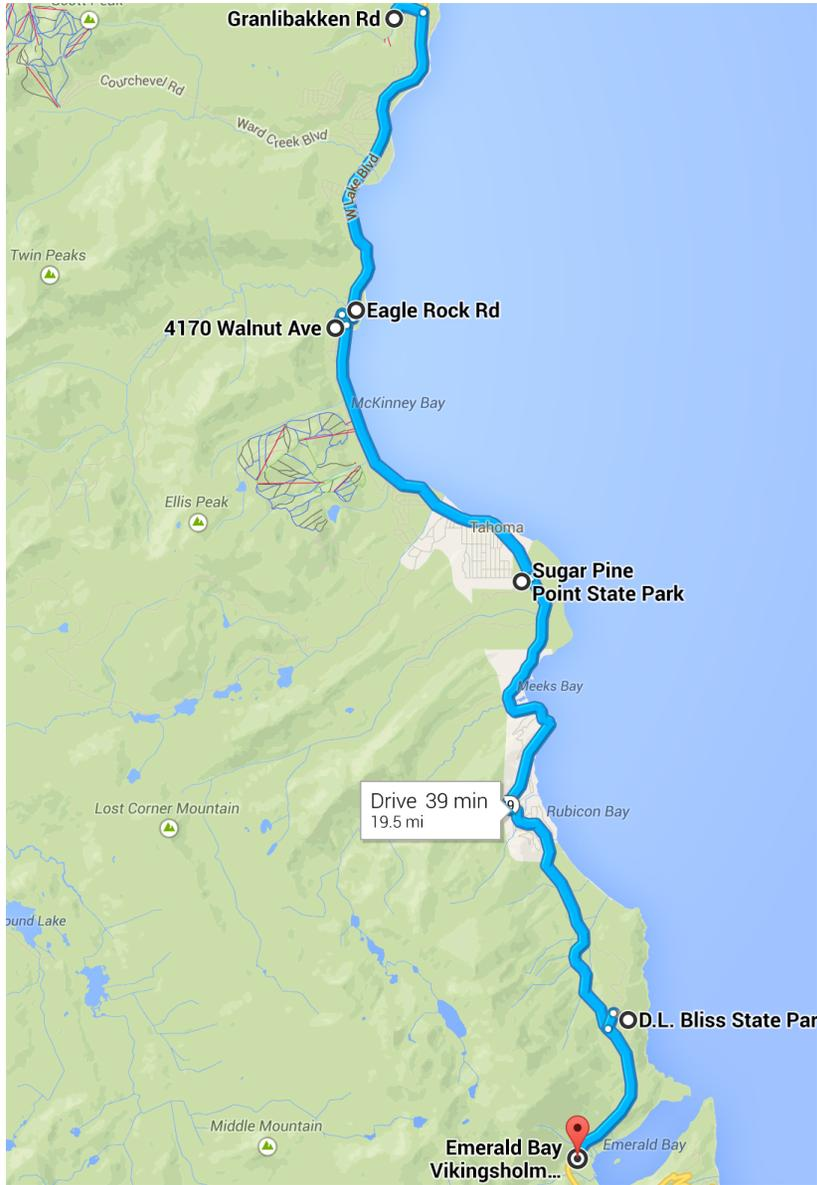 Granlibakken Rd
Courchevel Rd
Ward Creek Blvd
W Lake Blvd
Twin Peaks
Eagle Rock Rd
4170 Walnut Ave
McKinney Bay
Ellis Peak
Tahoma
Sugar Pine
Point State Park
Meeks Bay
Drive 39 min
19.5 mi
9
Rubicon Bay
Lost Corner Mountain
ound Lake
D.L. Bliss State Par
Middle Mountain
Emerald Bay
Vikingsholm...
Emerald Bay